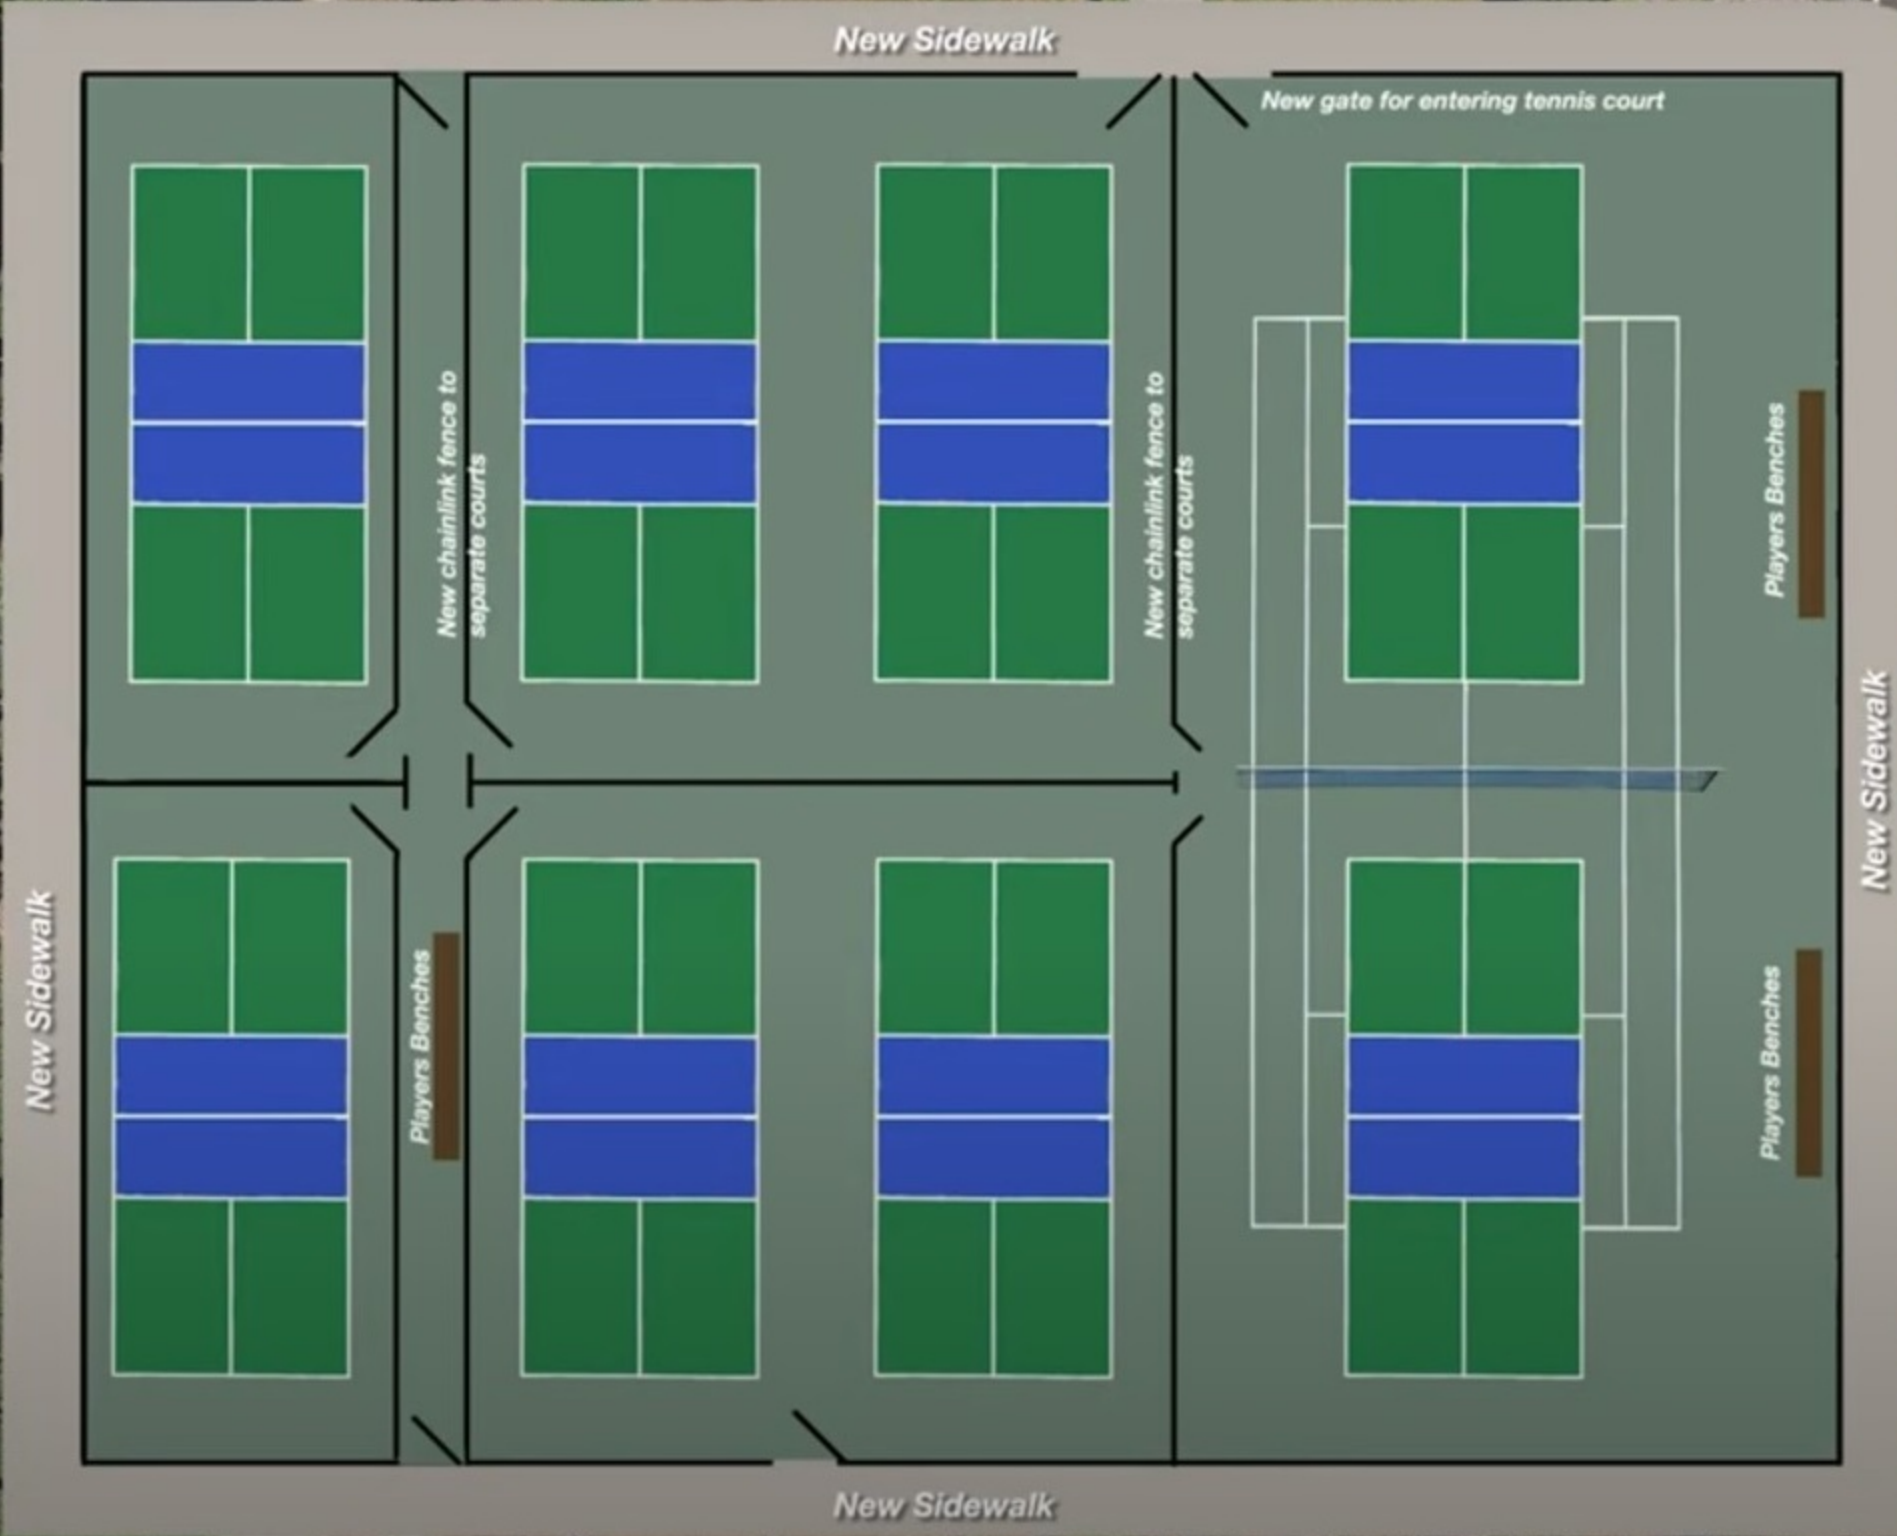 New Sidewalk
New gate for entering tennis court
New chainlink fence to
separate courts
New chainlink fence to
separate courts
Players Benches
New Sidewalk
New Sidewalk
Players Benches
Players Benches
New Sidewalk